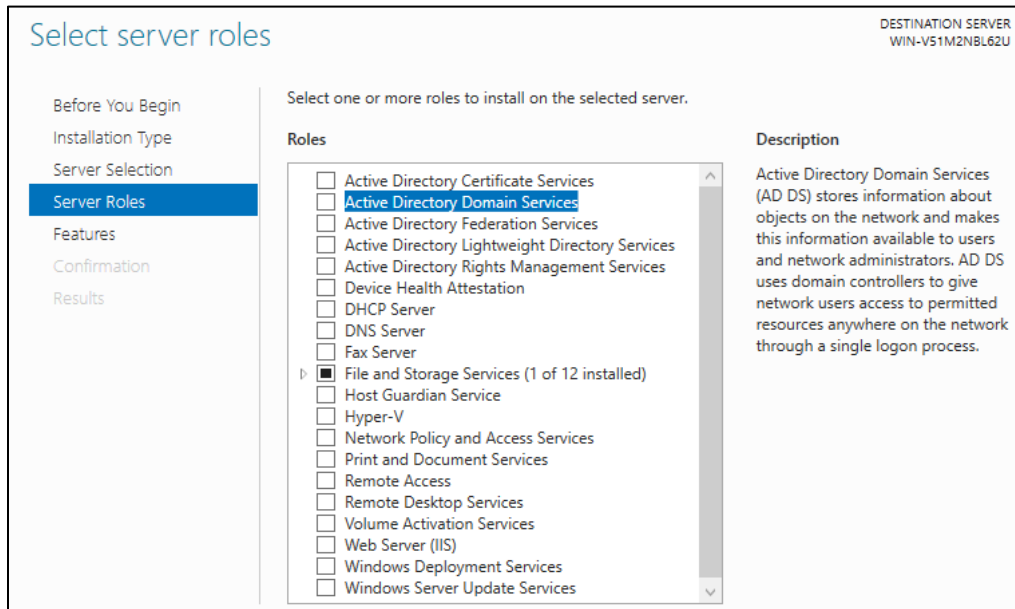 Select server roles
DESTINATION SERVER
WIN-V51M2NBL62U
Before You Begin
Installation Type
Server Selection
Server Roles
Features
Confirmation
Results
Select one or more roles to install on the selected server.
Roles
Active Directory Certificate Services
Active Directory Domain Services
Active Directory Federation Services
Active Directory Lightweight Directory Services
Active Directory Rights Management Services
Device Health Attestation
DHCP Server
DNS Server
Fax Server
File and Storage Services (1 of 12 installed)
Host Guardian Service
Hyper-V
Network Policy and Access Services
Print and Document Services
Remote Access
Remote Desktop Services
Volume Activation Services
Web Server (IIS)
Windows Deployment Services
Windows Server Update Services
Description
Active Directory Domain Services
(AD DS) stores information about
objects on the network and makes
this information available to users
and network administrators. AD DS
uses domain controllers to give
network users access to permitted
resources anywhere on the network
through a single logon process.